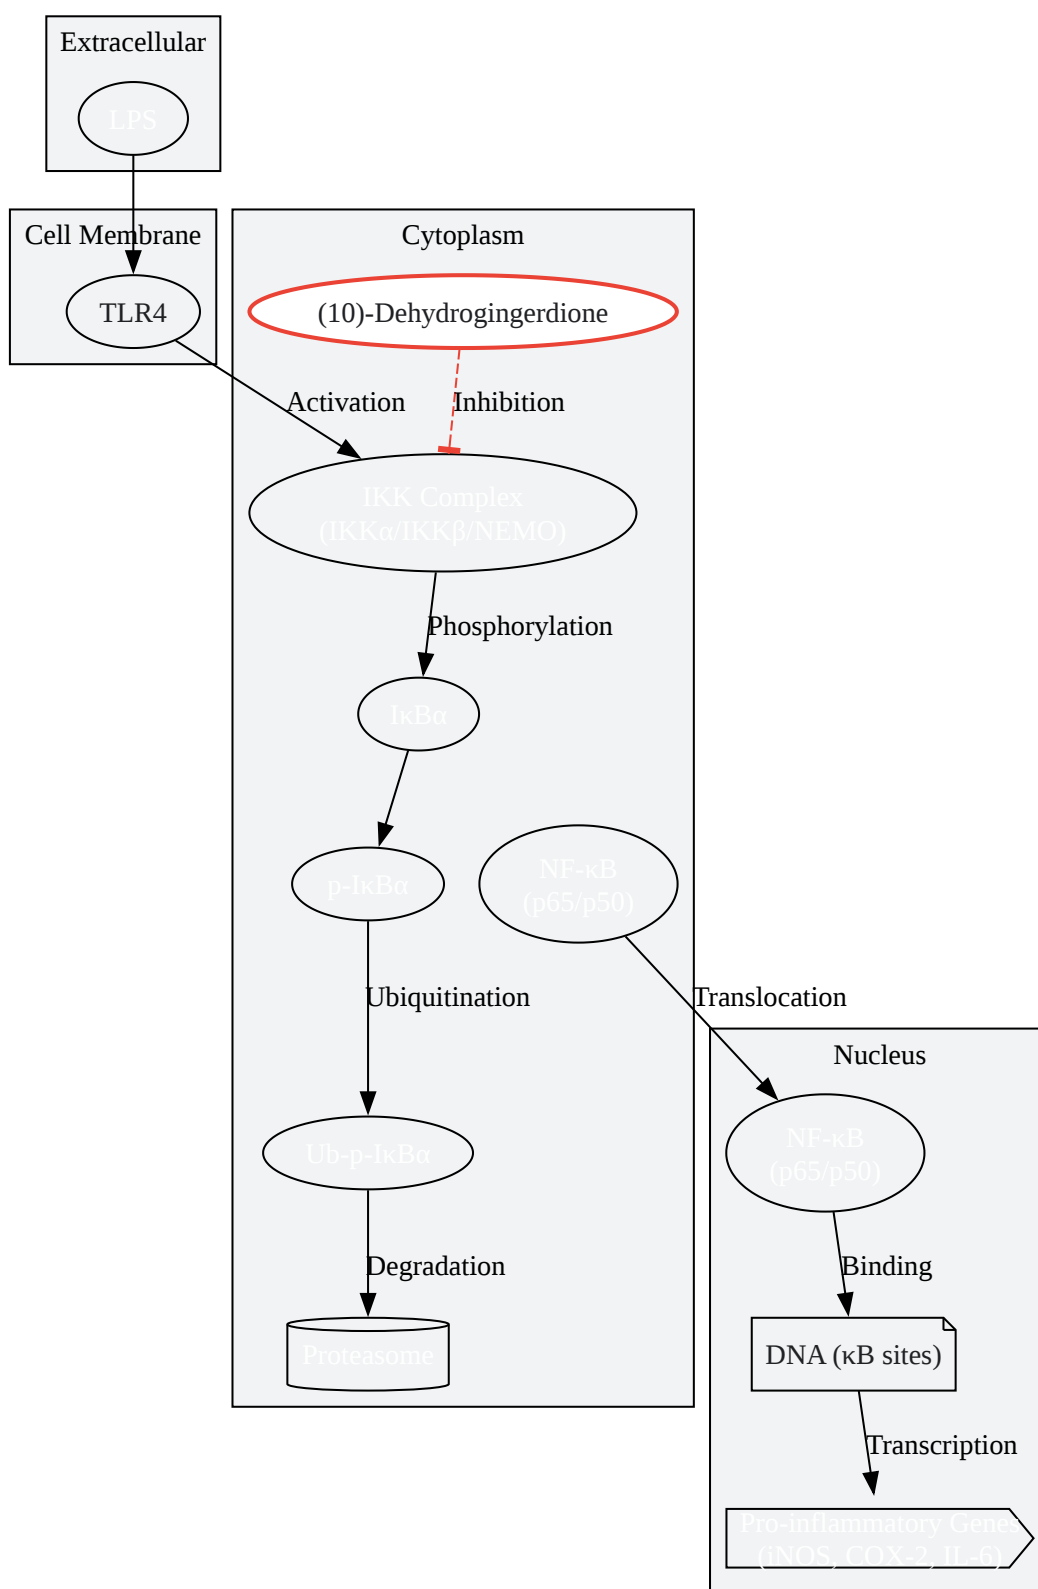 Extracellular
LPS
Cell Membrane
TLR4
Cytoplasm
(10)-Dehydrogingerdione
Activation
Inhibition
IKK Complex
(IKKα/IKKβ/NEMO)
Phosphorylation
IκBα
p-IκBα
NF-κB
(p65/p50)
Ubiquitination
Translocation
Nucleus
Ub-p-IκBα
NF-κB
(p65/p50)
Degradation
Binding
Proteasome
DNA (κB sites)
Transcription
Pro-inflammatory Genes
(iNOS, COX-2, IL-6)